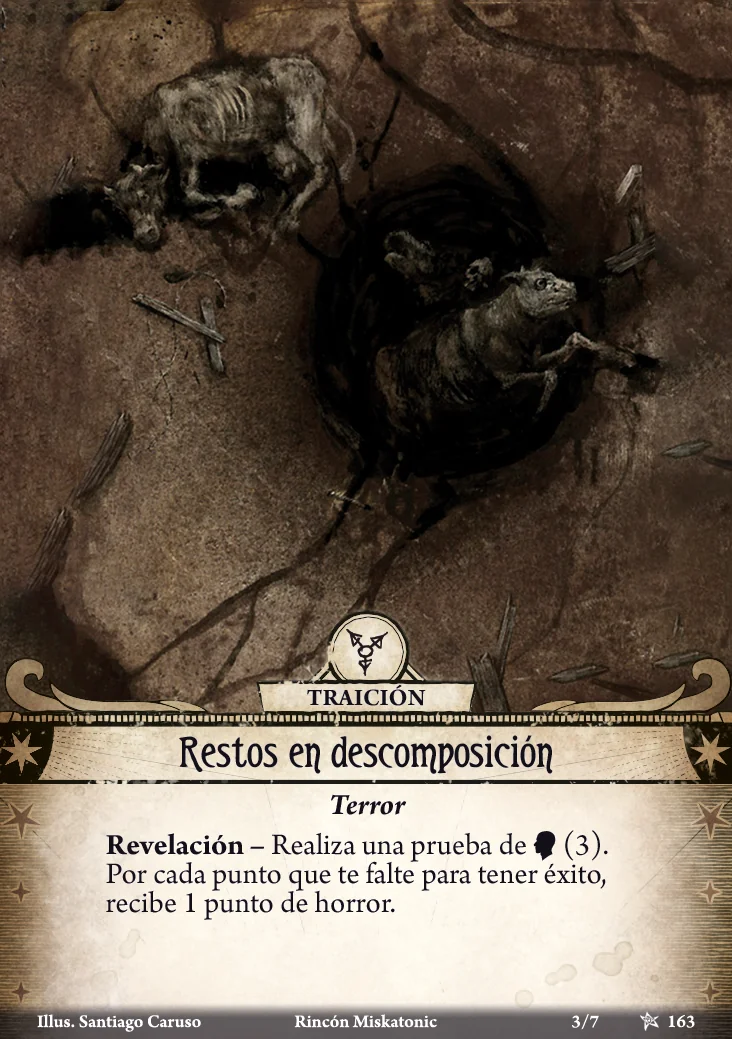 TRAICIÓN
Restos en descomposición
Terror
Revelación – Realiza una prueba de (3).
Por cada punto que te falte para tener éxito,
recibe 1 punto de horror.
Illus. Santiago Caruso Rincón Miskatonic 3/7 163